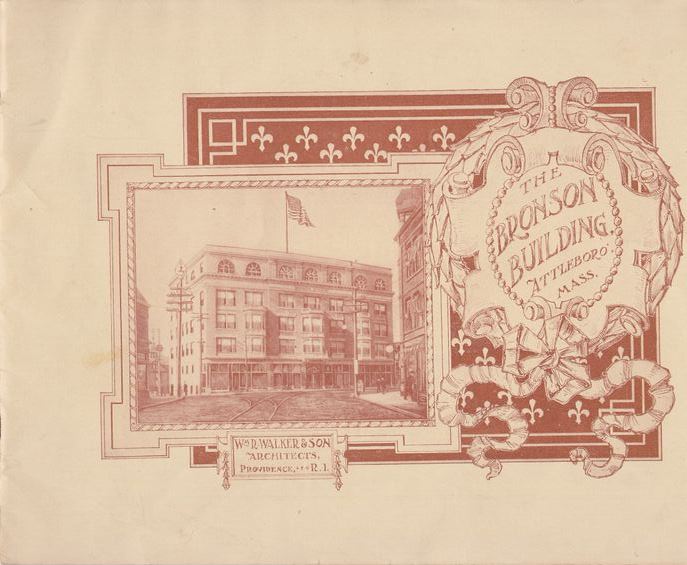 THE
BRONSON
BUILDING.
ATTLEBORO'
MASS.
WM R. WALKER & SON
ARCHITECTS,
PROVIDENCE, R. I.